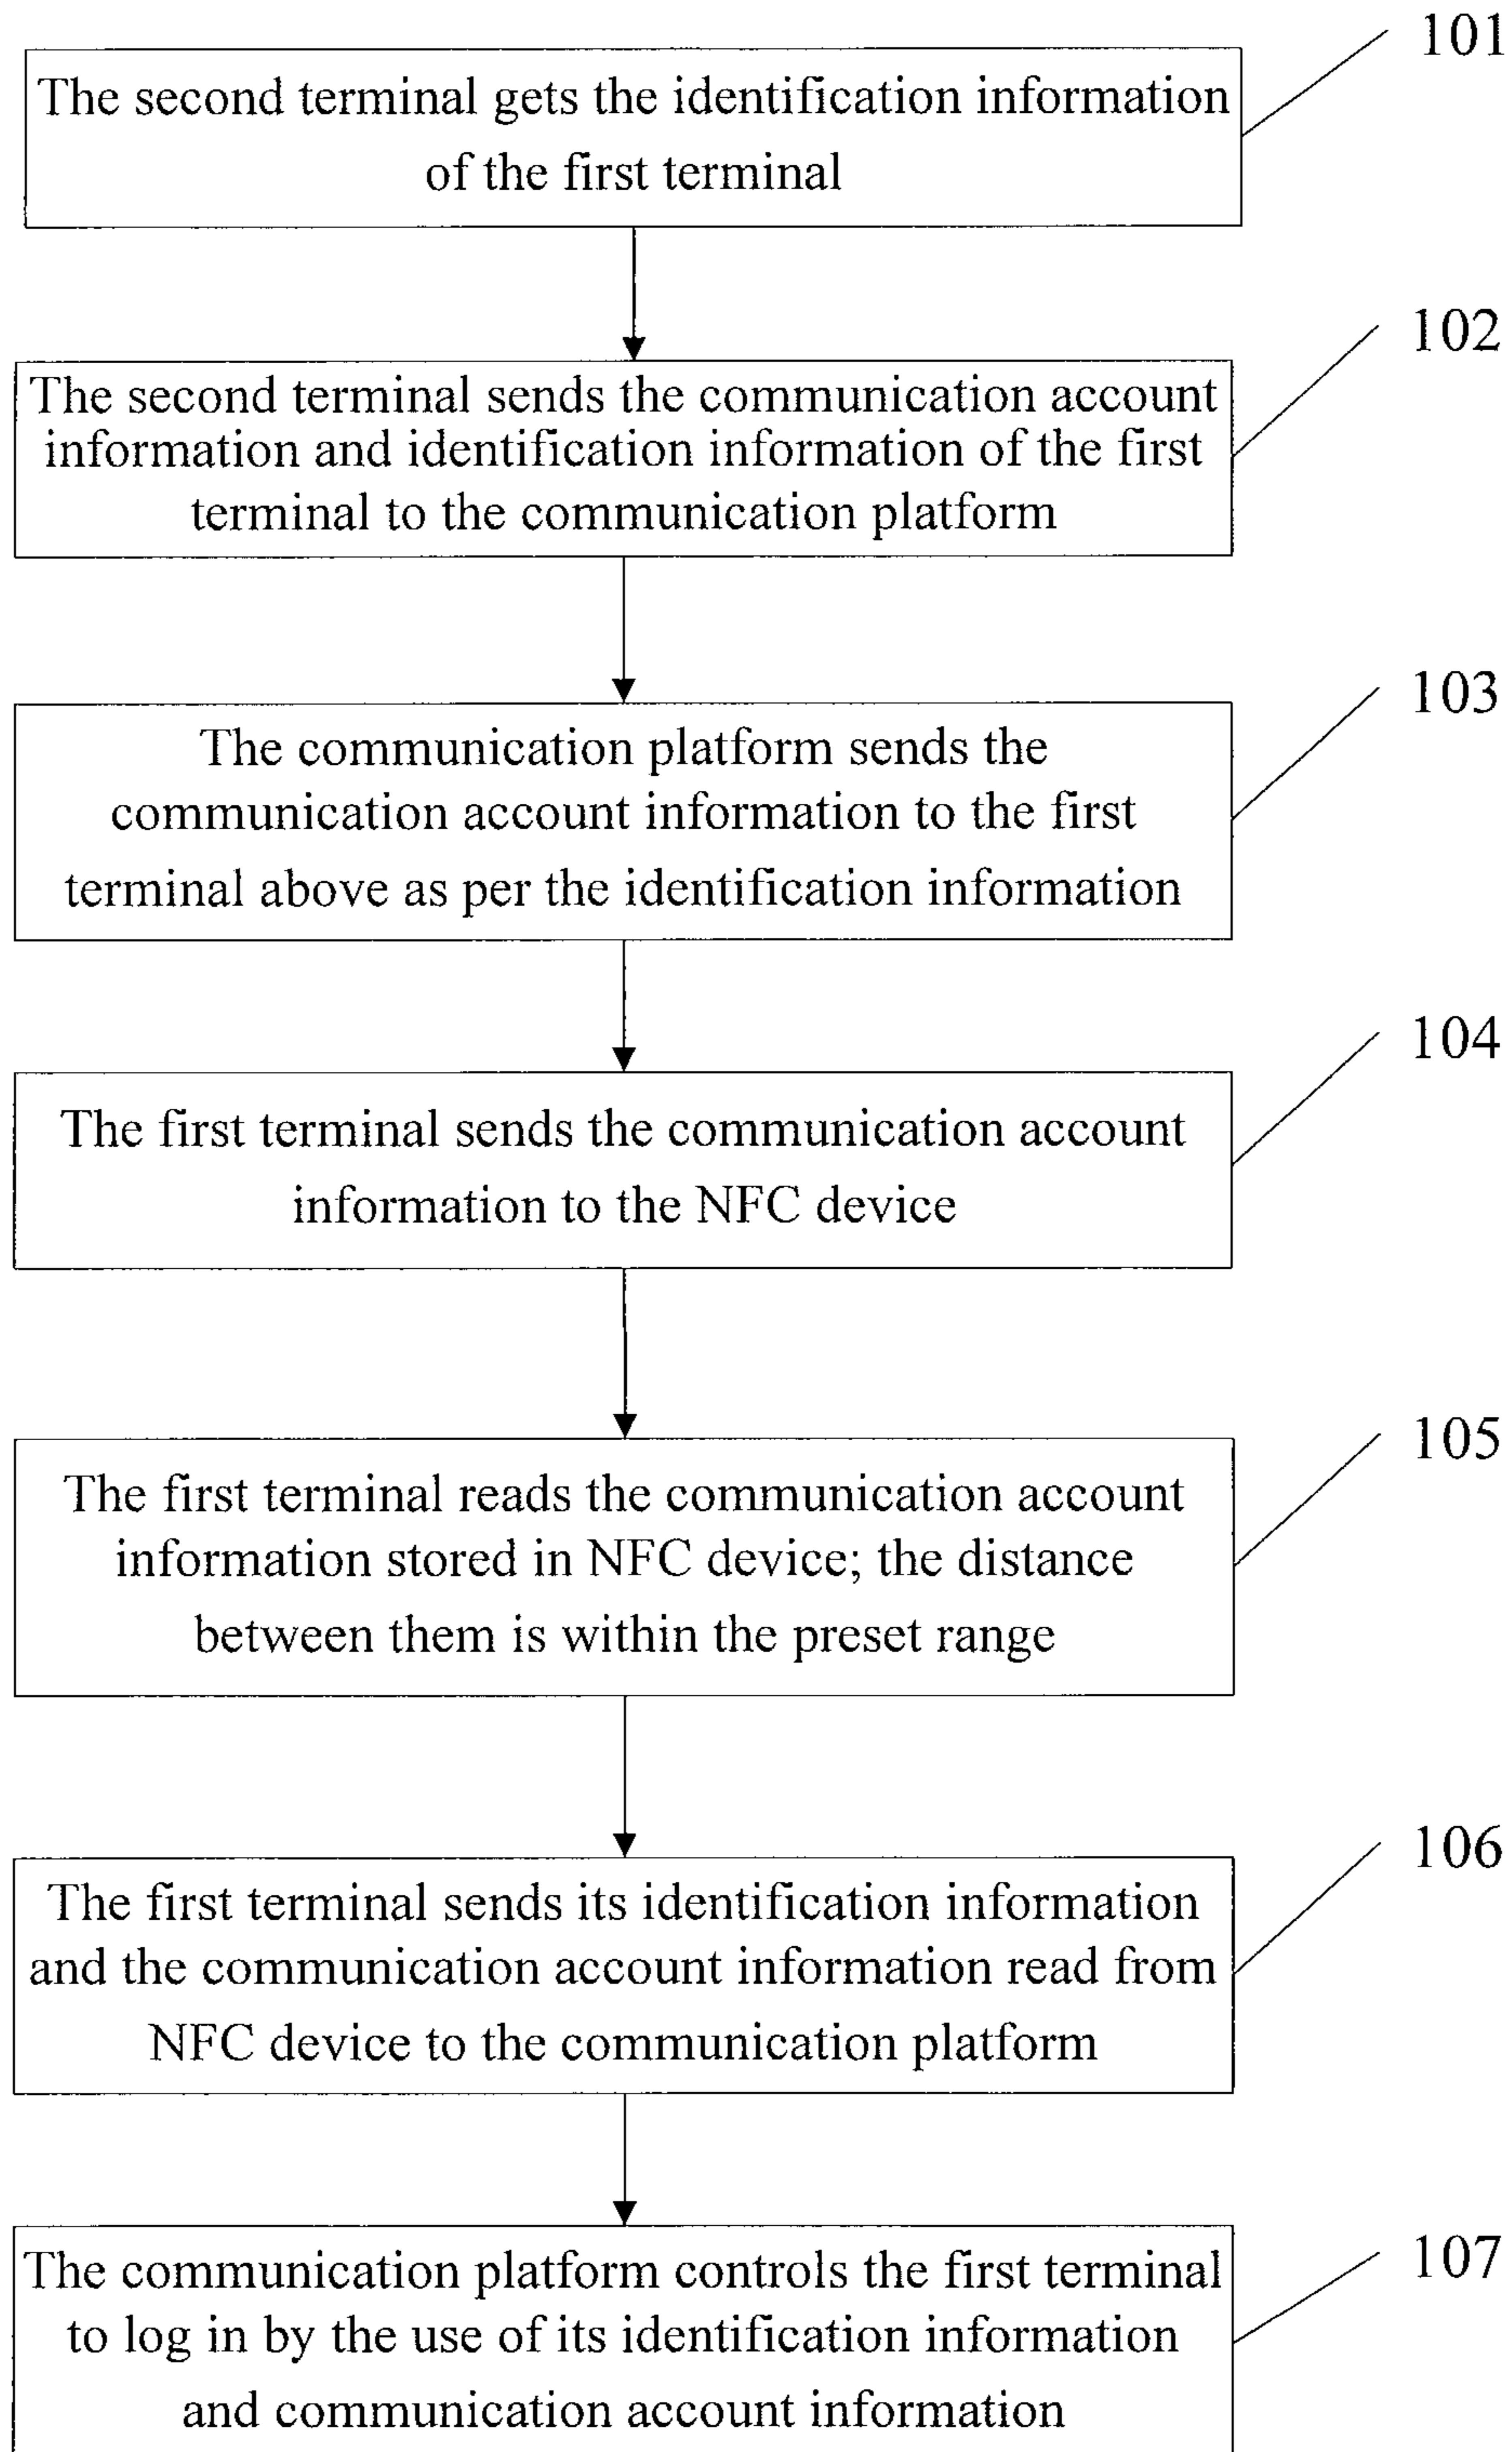 101
The second terminal gets the identification information
of the first terminal
102
The second terminal sends the communication account
information and identification information of the first
terminal to the communication platform
103
The communication platform sends the
communication account information to the first
terminal above as per the identification information
104
The first terminal sends the communication account
information to the NFC device
105
The first terminal reads the communication account
information stored in NFC device; the distance
between them is within the preset range
106
The first terminal sends its identification information
and the communication account information read from
NFC device to the communication platform
107
The communication platform controls the first terminal
to log in by the use of its identification information
and communication account information